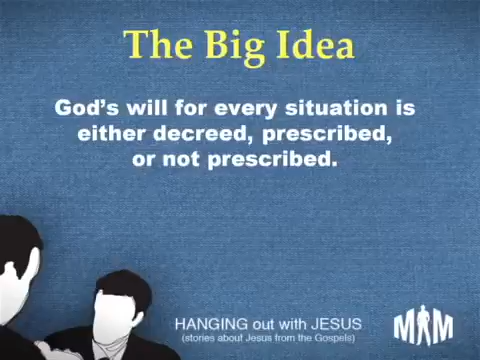 The Big Idea
God's will for every situation is
either decreed, prescribed,
or not prescribed.
HANGING out with JESUS
(stories about Jesus from the Gospels)
MIM